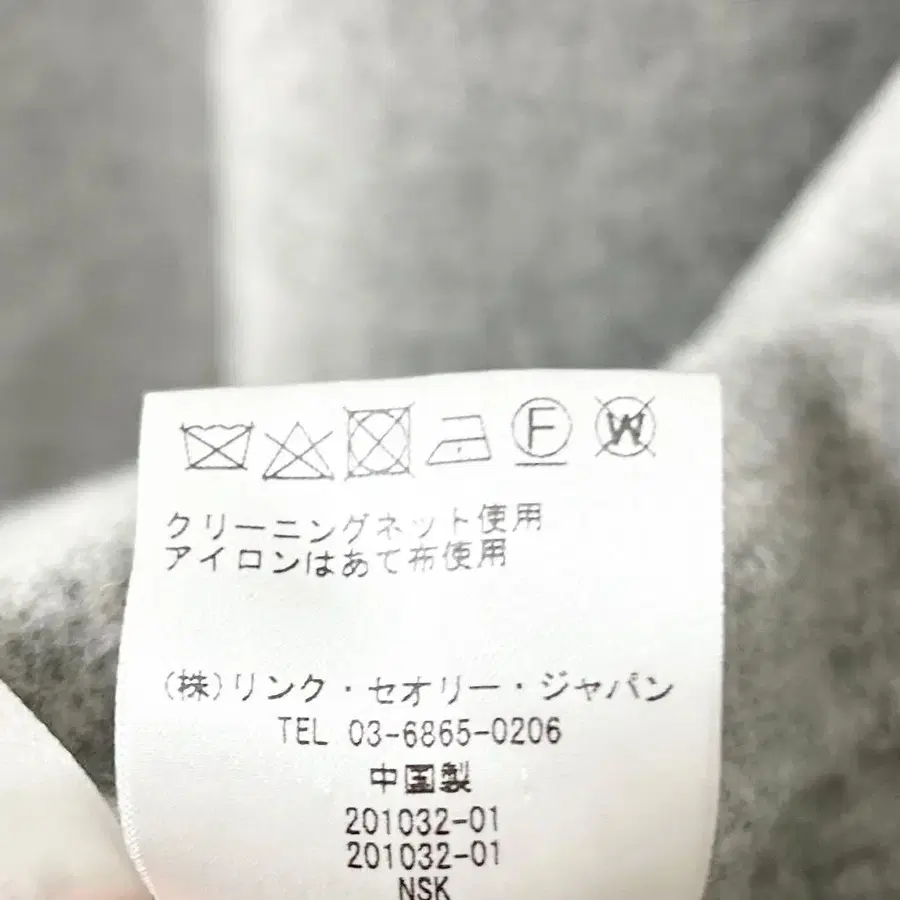 F W
クリーニングネット使用
アイロンはあて布使用
(株)リンク・セオリー・ジャパン
TEL 03-6865-0206
中国製
201032-01
201032-01
NSK